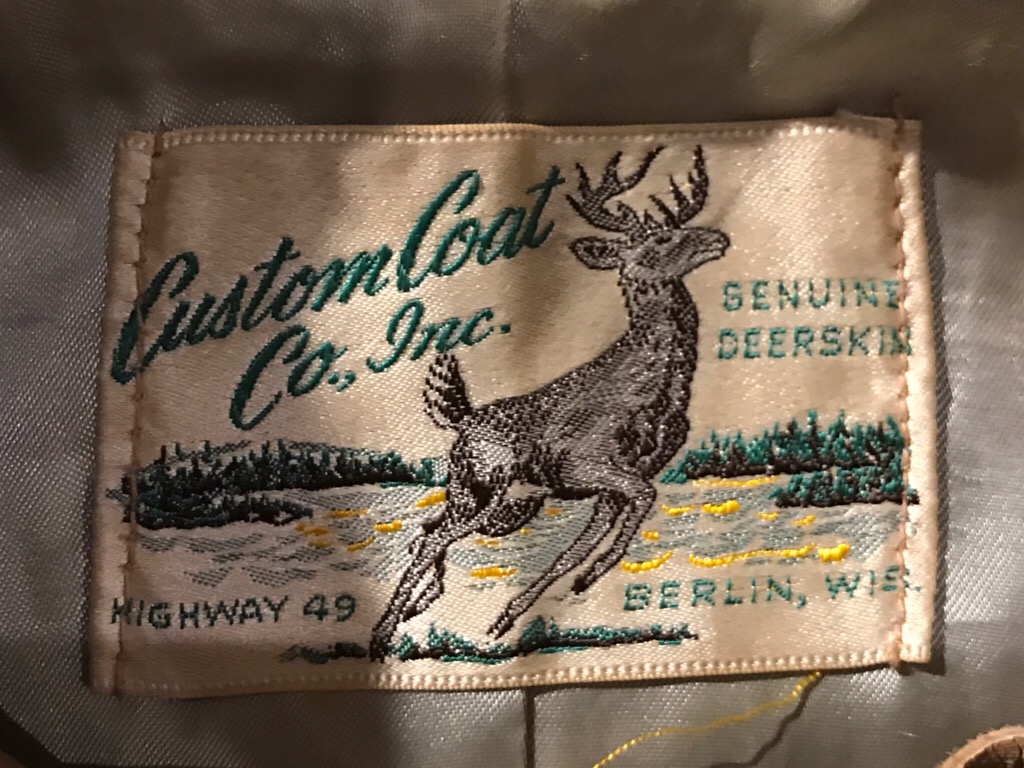 Custom Coat
Co., Inc.
GENUINE
DEERSKIN
HIGHWAY 49
BERLIN, WIS.